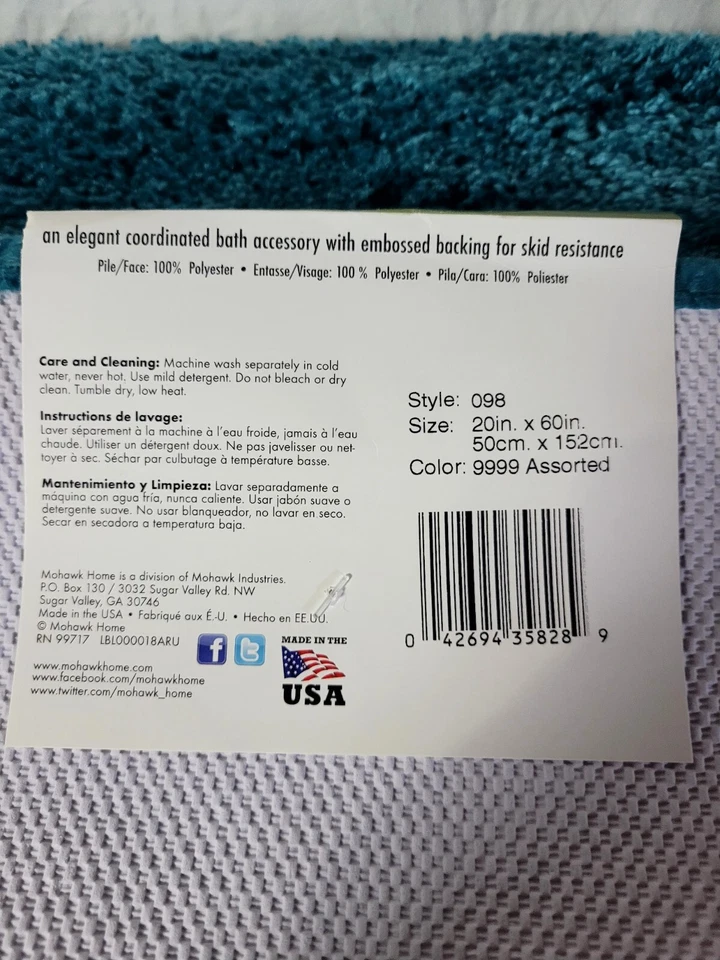 an elegant coordinated bath accessory with embossed backing for skid resistance
Pile/Face: 100% Polyester • Entasse/Visage: 100 % Polyester • Pila/Cara: 100% Poliester
Care and Cleaning: Machine wash separately in cold
water, never hot. Use mild detergent. Do not bleach or dry
clean. Tumble dry, low heat.
Instructions de lavage:
Laver séparement à la machine à l'eau froide, jamais à l'eau
chaude. Utiliser un détergent doux. Ne pas javelisser ou net-
toyer à sec. Séchar par culbutage à température basse.
Mantenimiento y Limpieza: Lavar separadamente a
máquina con agua fría, nunca caliente. Usar jabón suave o
detergente suave. No usar blanqueador, no lavar en seco.
Secar en secadora a temperatura baja.
Style: 098
Size: 20in. x 60in.
50cm. x 152cm.
Color: 9999 Assorted
0 42694 35828 9
Mohawk Home is a division of Mohawk Industries.
P.O. Box 130 / 3032 Sugar Valley Rd. NW
Sugar Valley, GA 30746
Made in the USA • Fabriqué aux É.-U. • Hecho en EE.UU.
© Mohawk Home
RN 99717 LBL000018ARU
f t
MADE IN THE
USA
www.mohawkhome.com
www.facebook.com/mohawkhome
www.twitter.com/mohawk_home